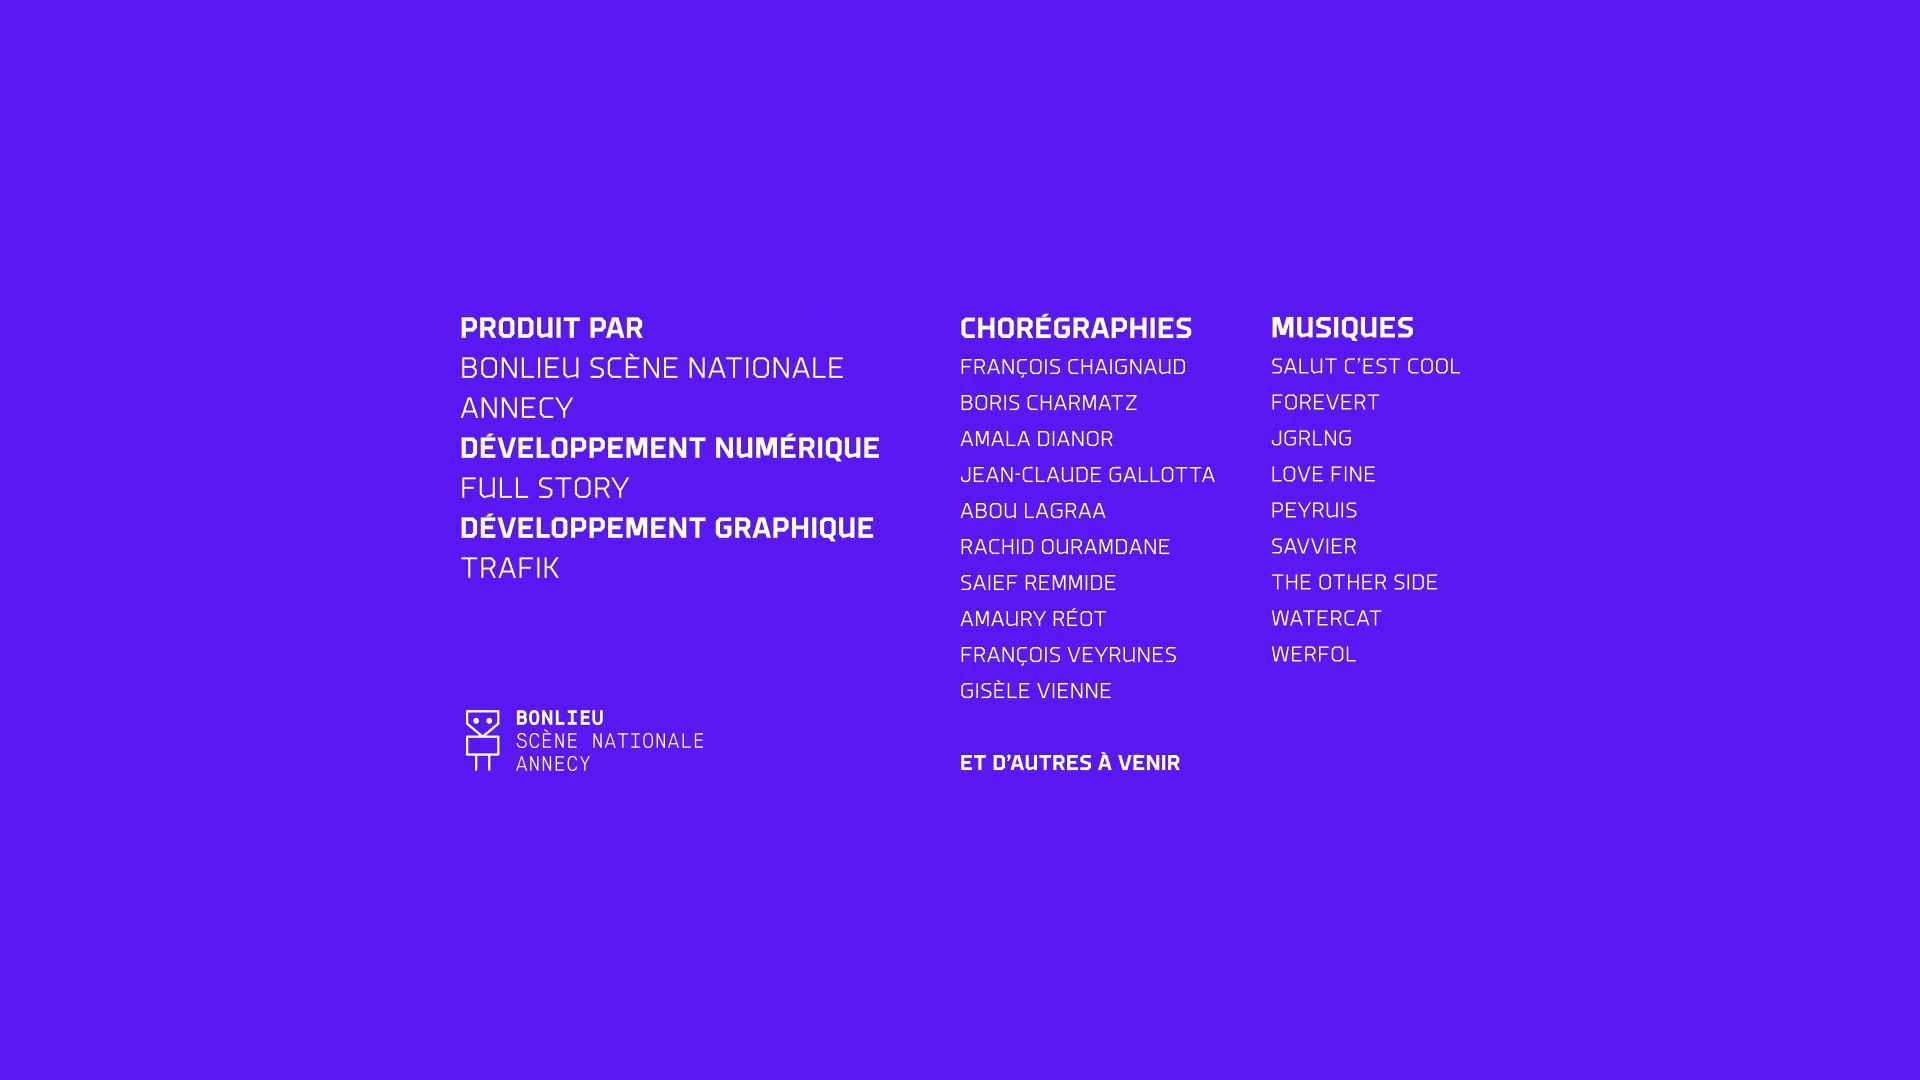 PRODUIT PAR
BONLIEU SCÈNE NATIONALE
ANNECY
DÉVELOPPEMENT NUMÉRIQUE
FULL STORY
DÉVELOPPEMENT GRAPHIQUE
TRAFIK
BONLIEU
SCÈNE NATIONALE
ANNECY
CHORÉGRAPHIES
FRANÇOIS CHAIGNAUD
BORIS CHARMATZ
AMALA DIANOR
JEAN-CLAUDE GALLOTTA
ABOU LAGRAA
RACHID OURAMDANE
SAIEF REMMIDE
AMAURY RÉOT
FRANÇOIS VEYRUNES
GISÈLE VIENNE
ET D’AUTRES À VENIR
MUSIQUES
SALUT C’EST COOL
FOREVERT
JGRLNG
LOVE FINE
PEYRUIS
SAVVIER
THE OTHER SIDE
WATERCAT
WERFOL